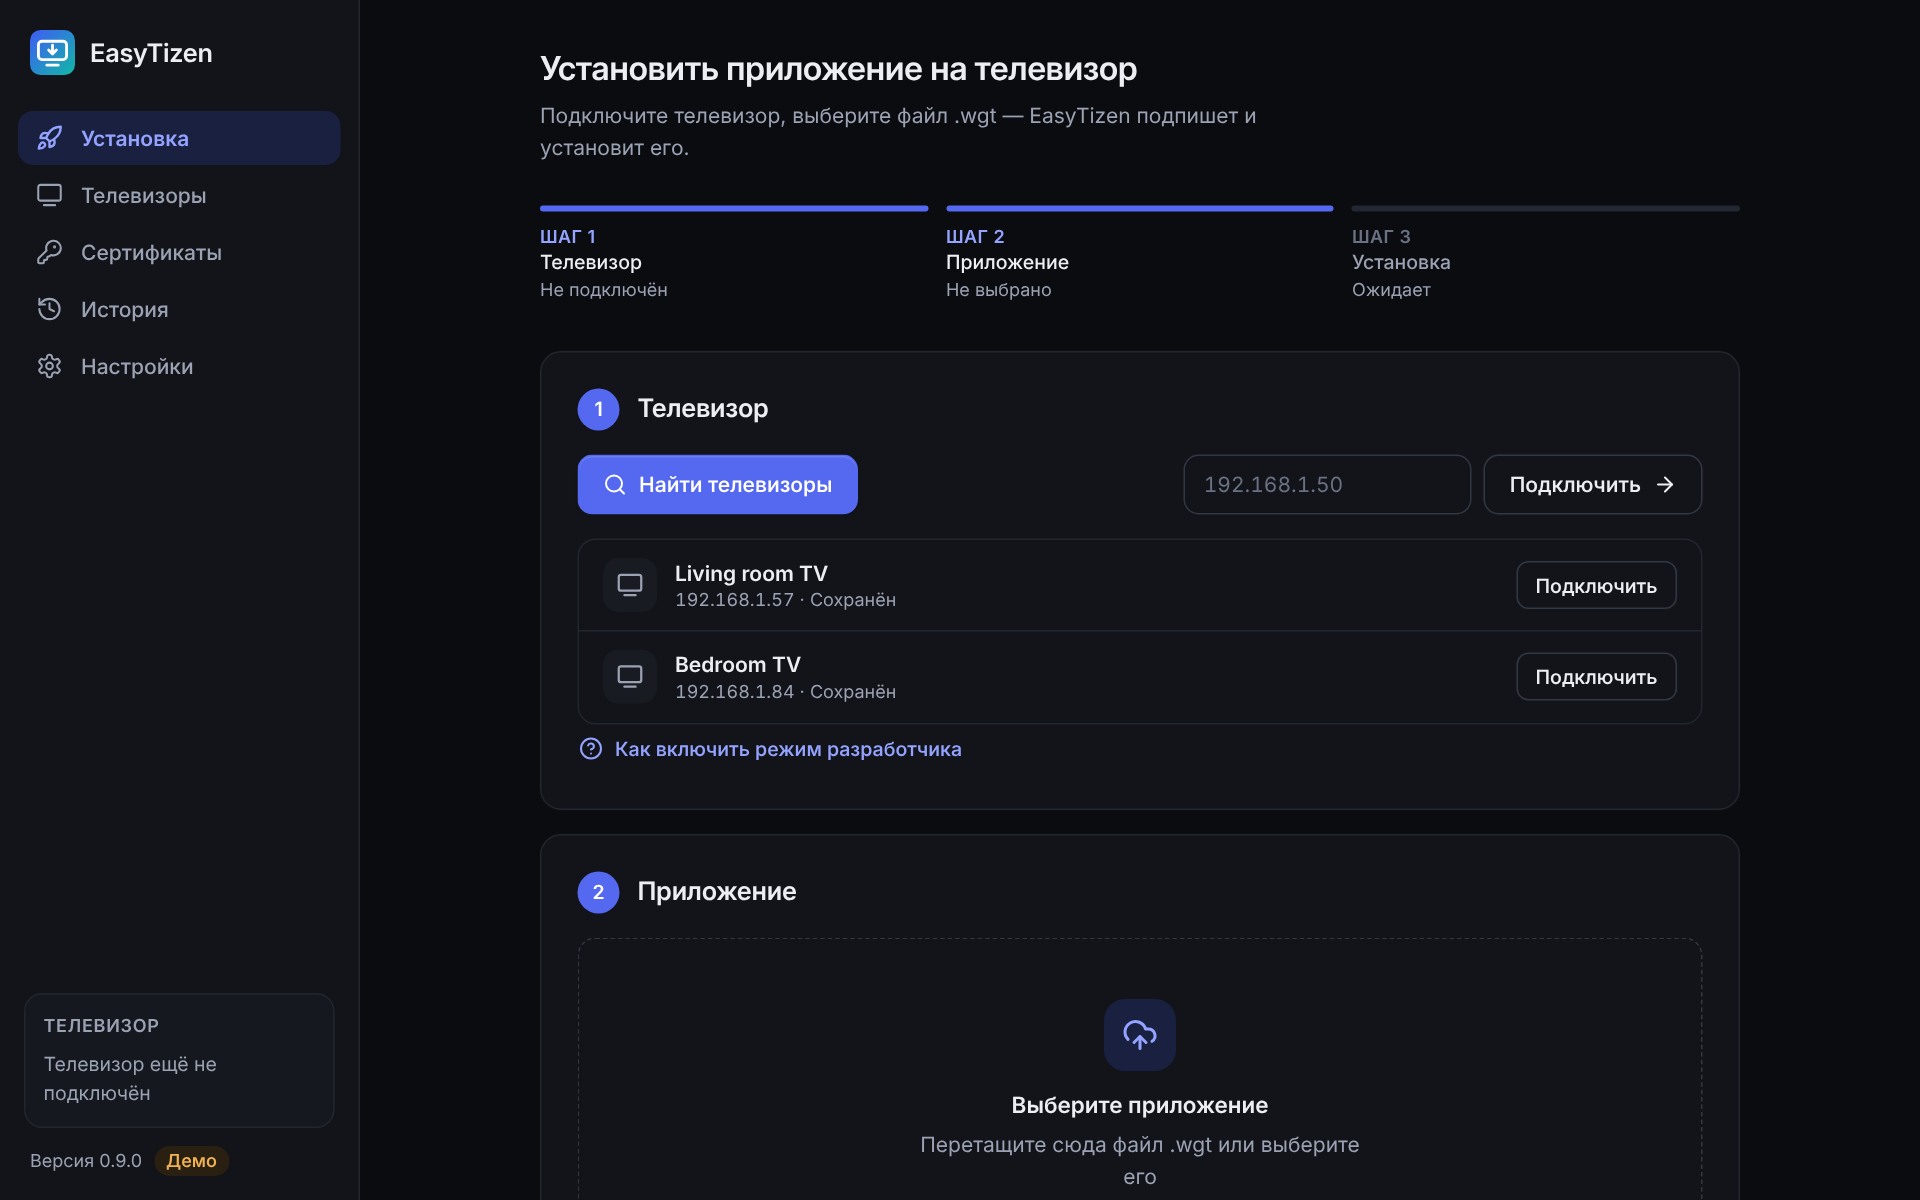 EasyTizen
Установка
Телевизоры
Сертификаты
История
Настройки
ТЕЛЕВИЗОР
Телевизор ещё не
подключён
Версия 0.9.0 Демо
Установить приложение на телевизор
Подключите телевизор, выберите файл .wgt — EasyTizen подпишет и
установит его.
ШАГ 1
Телевизор
Не подключён
ШАГ 2
Приложение
Не выбрано
ШАГ 3
Установка
Ожидает
1 Телевизор
Найти телевизоры
192.168.1.50
Подключить
Living room TV
192.168.1.57 · Сохранён
Подключить
Bedroom TV
192.168.1.84 · Сохранён
Подключить
Как включить режим разработчика
2 Приложение
Выберите приложение
Перетащите сюда файл .wgt или выберите
его